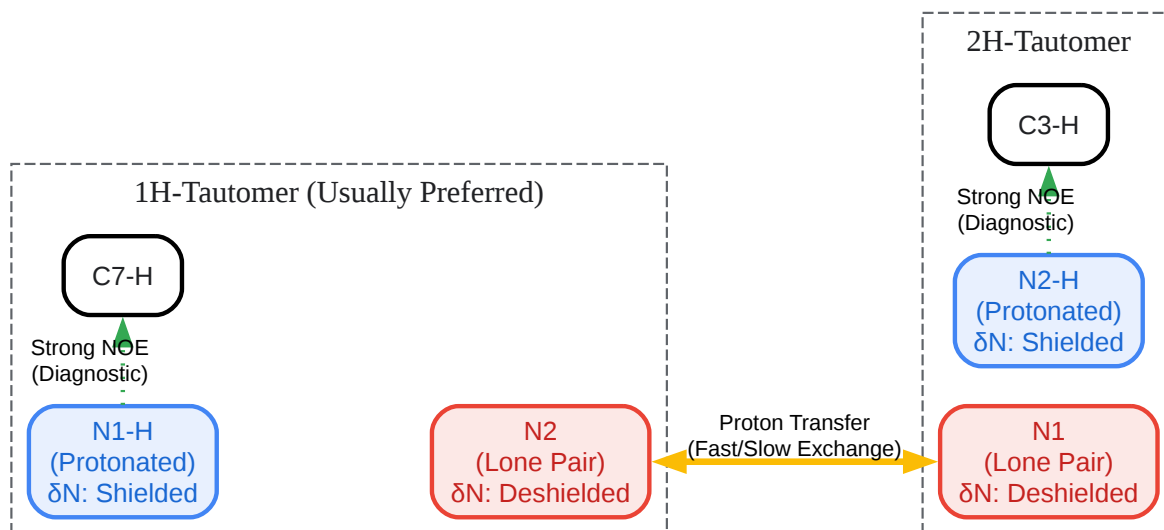 2H-Tautomer
C3-H
Strong NOE
(Diagnostic)
N2-H
(Protonated)
δN: Shielded
N1
(Lone Pair)
δN: Deshielded
1H-Tautomer (Usually Preferred)
C7-H
Strong NOE
(Diagnostic)
N1-H
(Protonated)
δN: Shielded
N2
(Lone Pair)
δN: Deshielded
Proton Transfer
(Fast/Slow Exchange)